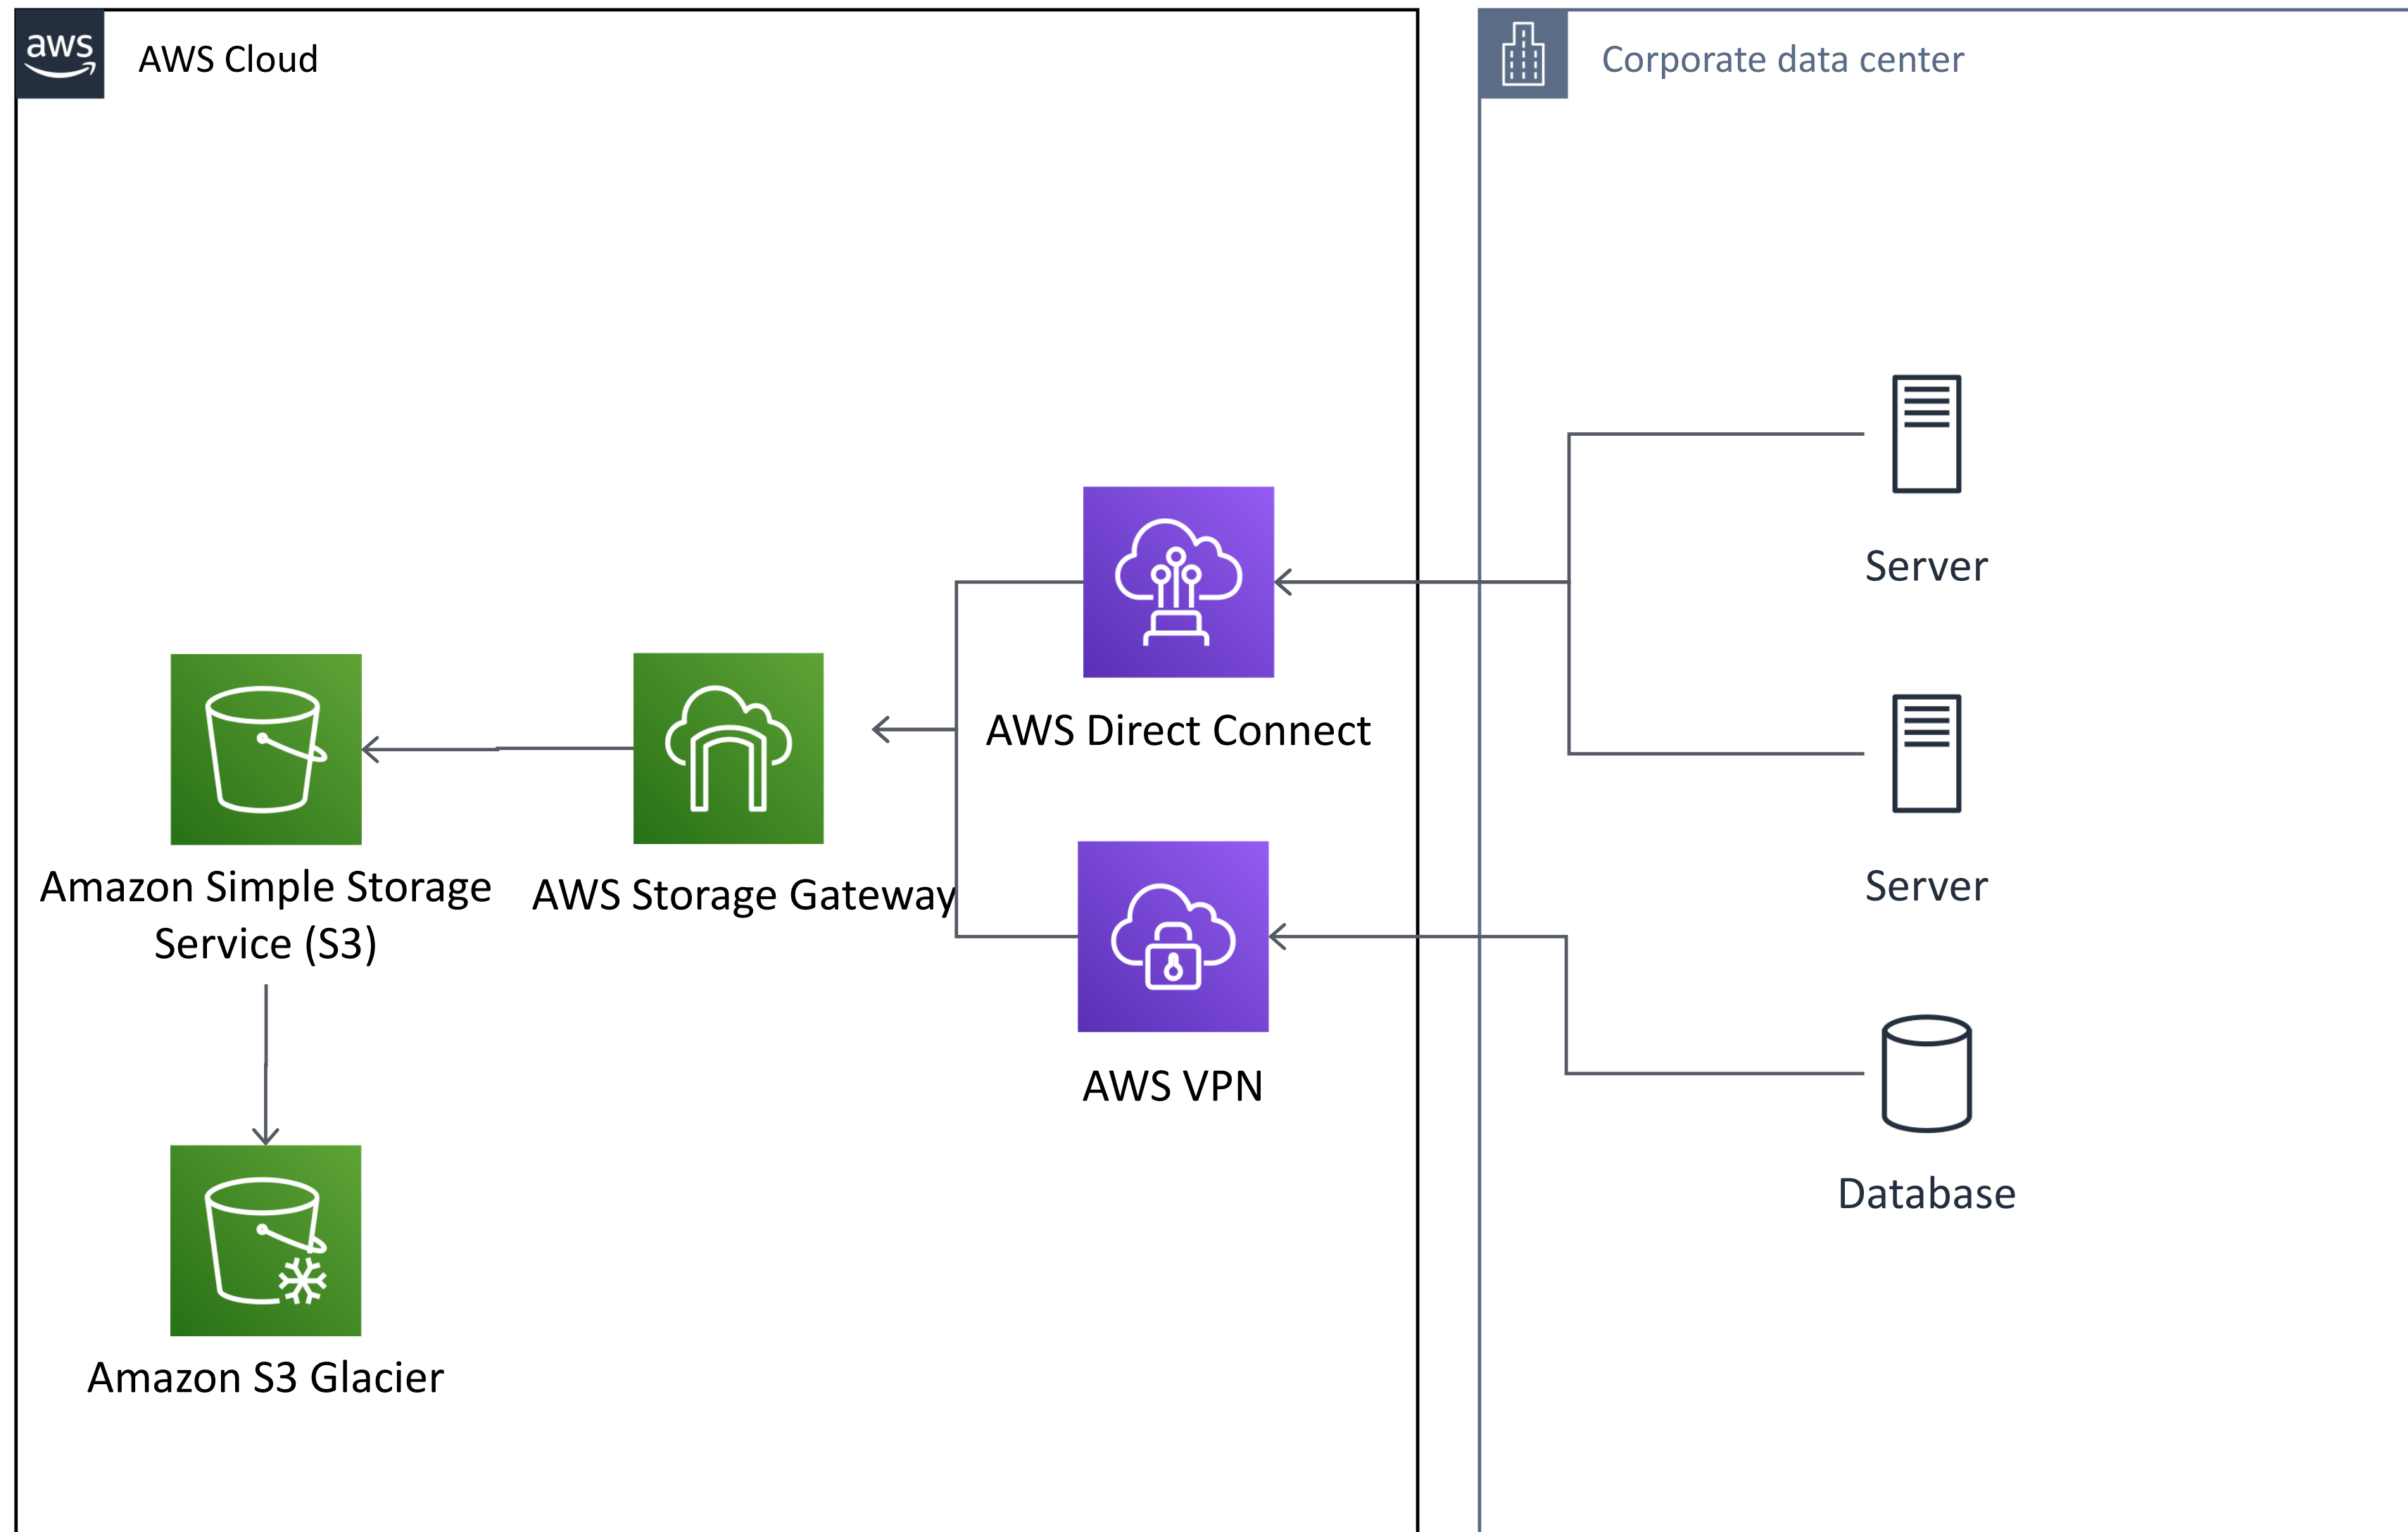 aws
AWS Cloud
Corporate data center
Server
AWS Direct Connect
Server
Amazon Simple Storage
Service (S3)
AWS Storage Gateway
AWS VPN
Database
Amazon S3 Glacier